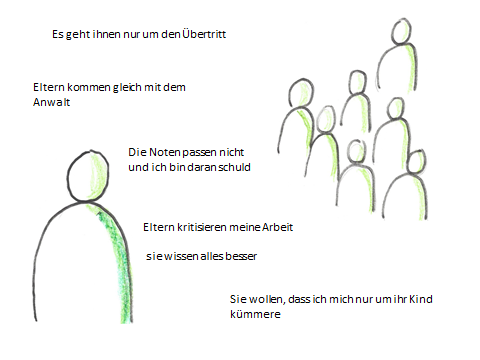 Es geht ihnen nur um den Übertritt
Eltern kommen gleich mit dem
Anwalt
Die Noten passen nicht
und ich bin daran schuld
Eltern kritisieren meine Arbeit
sie wissen alles besser
Sie wollen, dass ich mich nur um ihr Kind
kümmere